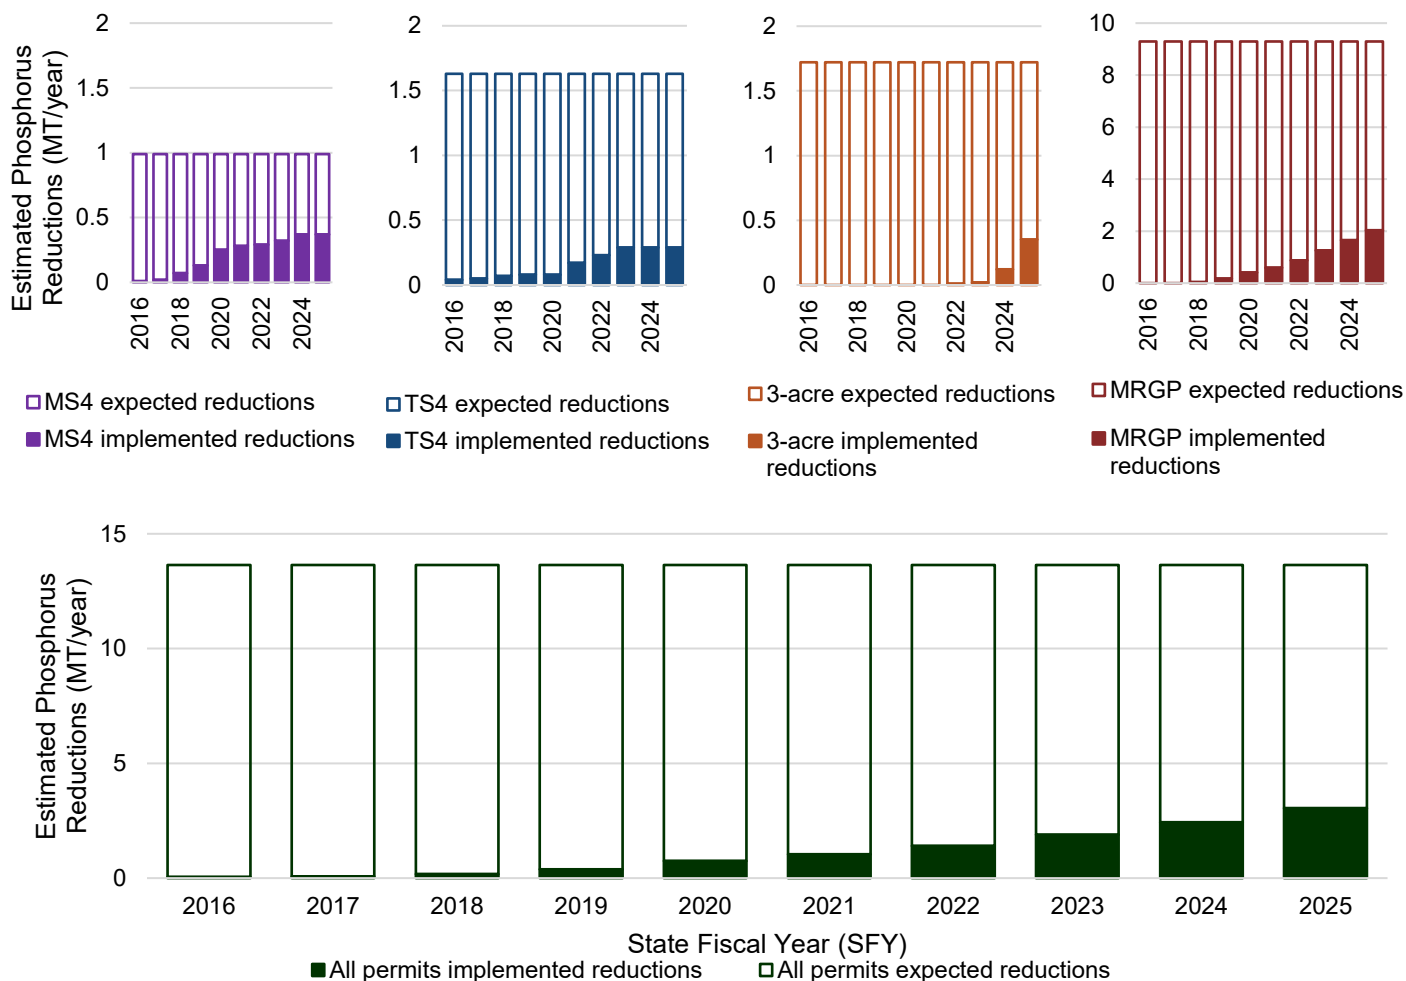 Estimated Phosphorus
Reductions (MT/year)
2
1.5
1
0.5
0
2016
2018
2020
2022
2024
2
1.5
1
0.5
0
2016
2018
2020
2022
2024
2
1.5
1
0.5
0
2016
2018
2020
2022
2024
10
8
6
4
2
0
2016
2018
2020
2022
2024
MS4 expected reductions
MS4 implemented reductions
TS4 expected reductions
TS4 implemented reductions
3-acre expected reductions
3-acre implemented
reductions
MRGP expected reductions
MRGP implemented
reductions
Estimated Phosphorus
Reductions (MT/year)
15
10
5
0
2016 2017 2018 2019 2020 2021 2022 2023 2024 2025
State Fiscal Year (SFY)
All permits implemented reductions All permits expected reductions